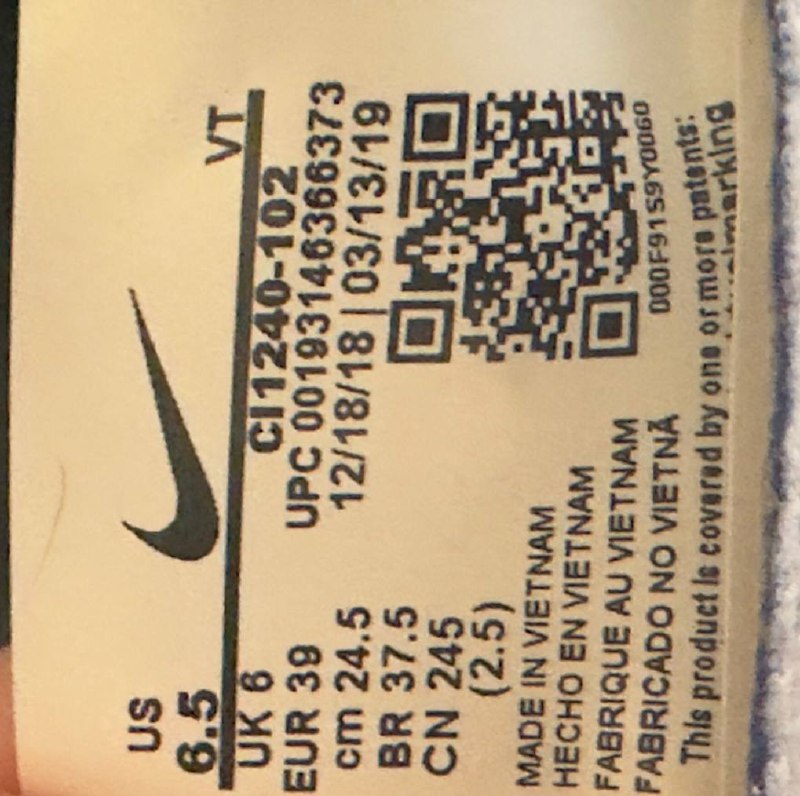 US
6.5
VT
UK 6
EUR 39
cm 24.5
BR 37.5
CN 245
(2.5)
CI1240-102
UPC 00193146366373
12/18/18 | 03/13/19
MADE IN VIETNAM
HECHO EN VIETNAM
FABRIQUE AU VIETNAM
FABRICADO NO VIETNÃ
000F9159Y0060
This product is covered by one or more patents: